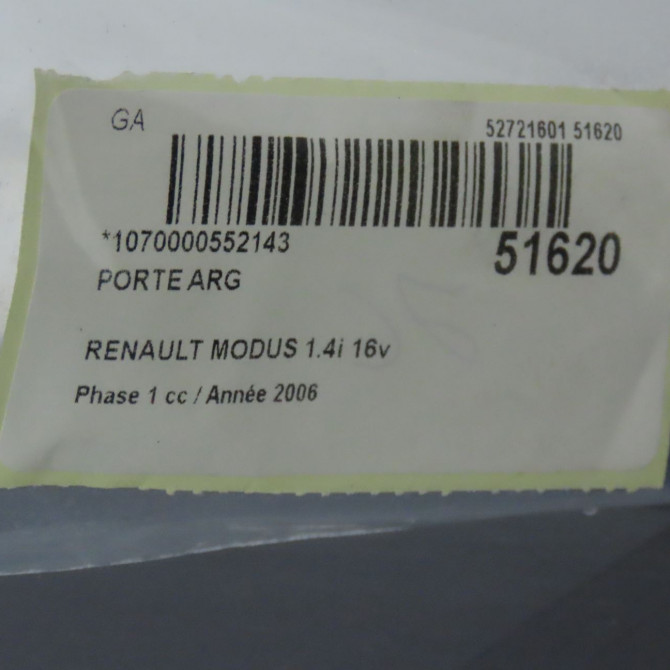 GA
52721601 51620
*1070000552143
51620
PORTE ARG
RENAULT MODUS 1.4i 16v
Phase 1 cc / Année 2006